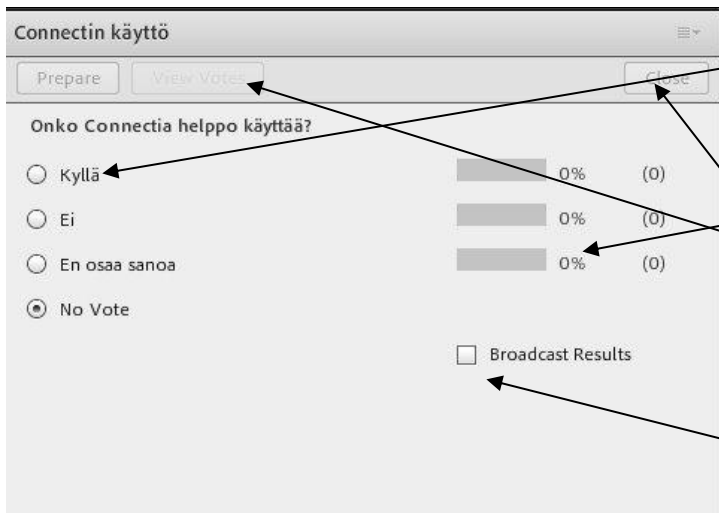 Connectin käyttö
Prepare View Votes Close
Onko Connectia helppo käyttää?
Kyllä 0% (0)
Ei 0% (0)
En osaa sanoa 0% (0)
No Vote
Broadcast Results